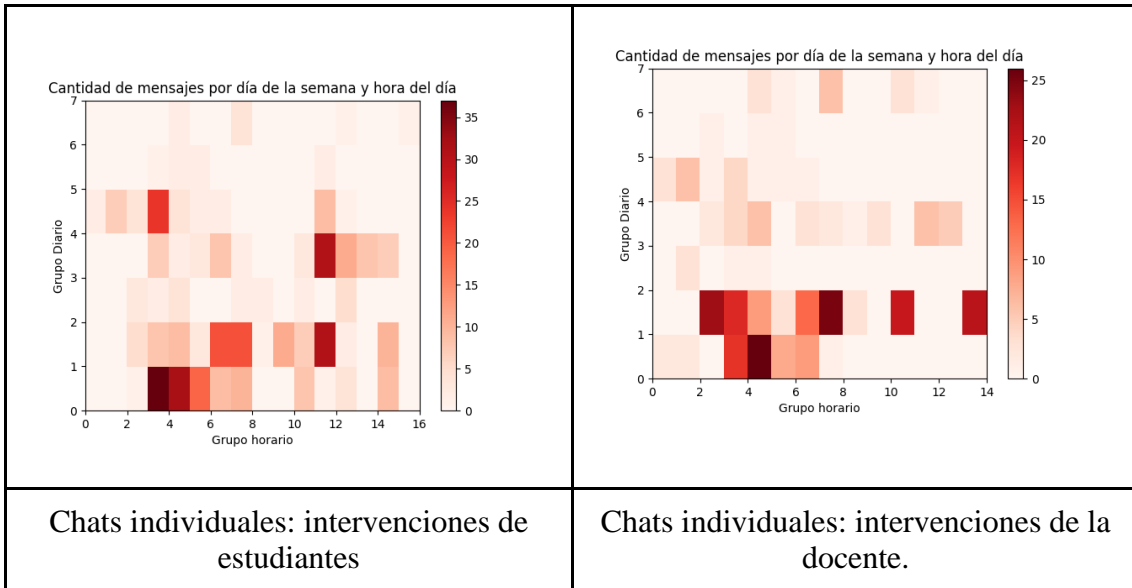 Cantidad de mensajes por día de la semana y hora del día
7
6
5
4
3
2
1
0
Grupo Diario
0 2 4 6 8 10 12 14 16
Grupo horario
35
30
25
20
15
10
5
0
Cantidad de mensajes por día de la semana y hora del día
7
6
5
4
3
2
1
0
Grupo Diario
0 2 4 6 8 10 12 14
Grupo horario
25
20
15
10
5
0
Chats individuales: intervenciones de
estudiantes
Chats individuales: intervenciones de la
docente.